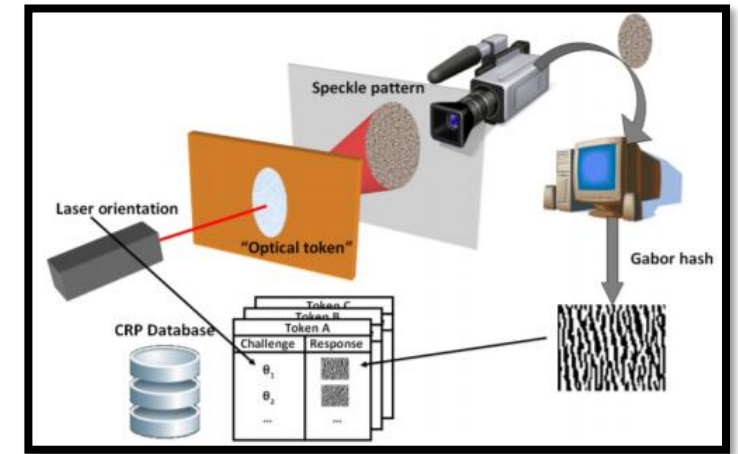 Speckle pattern
Laser orientation
"Optical token"
Gabor hash
CRP Database
Token C
Token B
Token A
Challenge Response
θ1
θ2
... ...